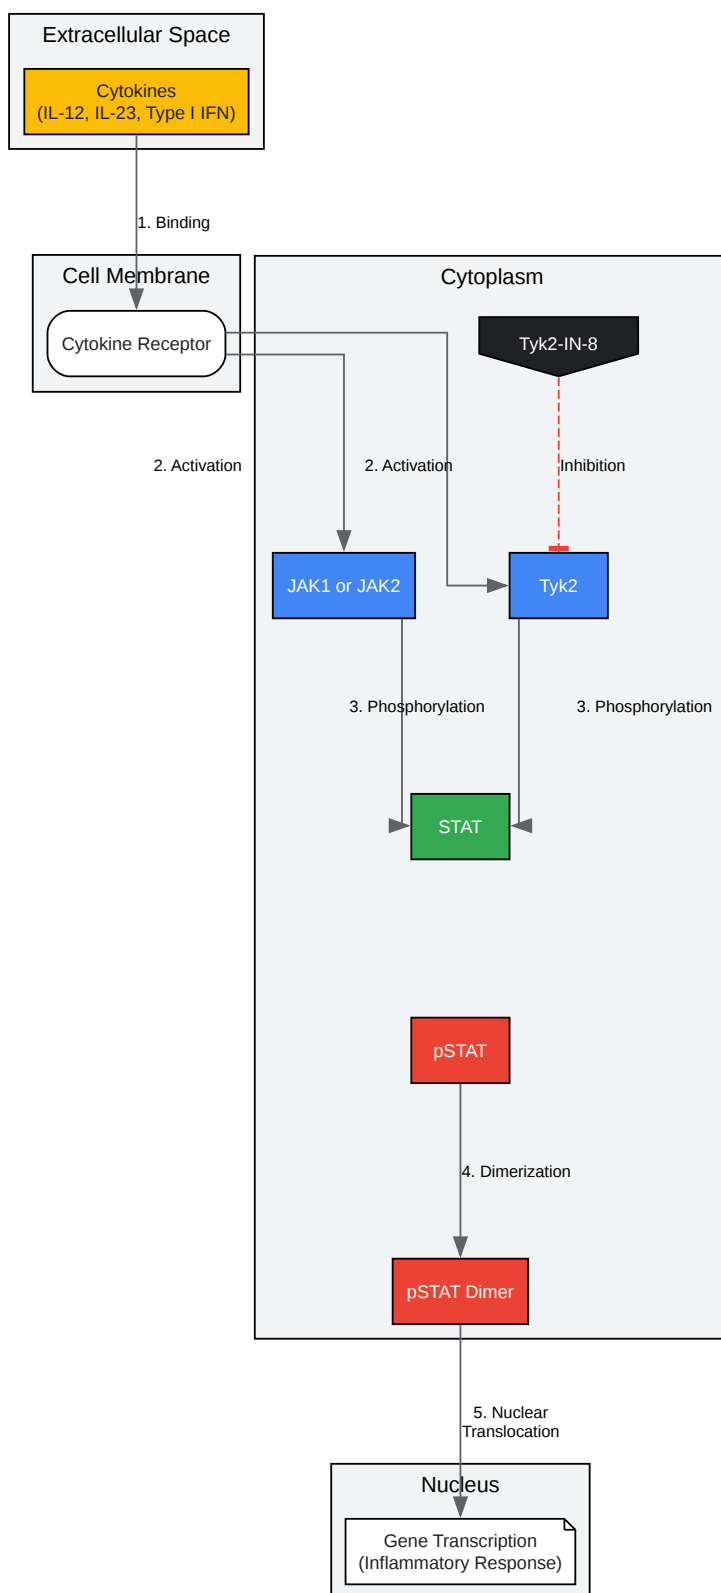 Extracellular Space
Cytokines
(IL-12, IL-23, Type I IFN)
1. Binding
Cell Membrane
Cytokine Receptor
Cytoplasm
Tyk2-IN-8
2. Activation
2. Activation
Inhibition
JAK1 or JAK2
Tyk2
3. Phosphorylation
3. Phosphorylation
STAT
pSTAT
4. Dimerization
pSTAT Dimer
5. Nuclear
Translocation
Nucleus
Gene Transcription
(Inflammatory Response)